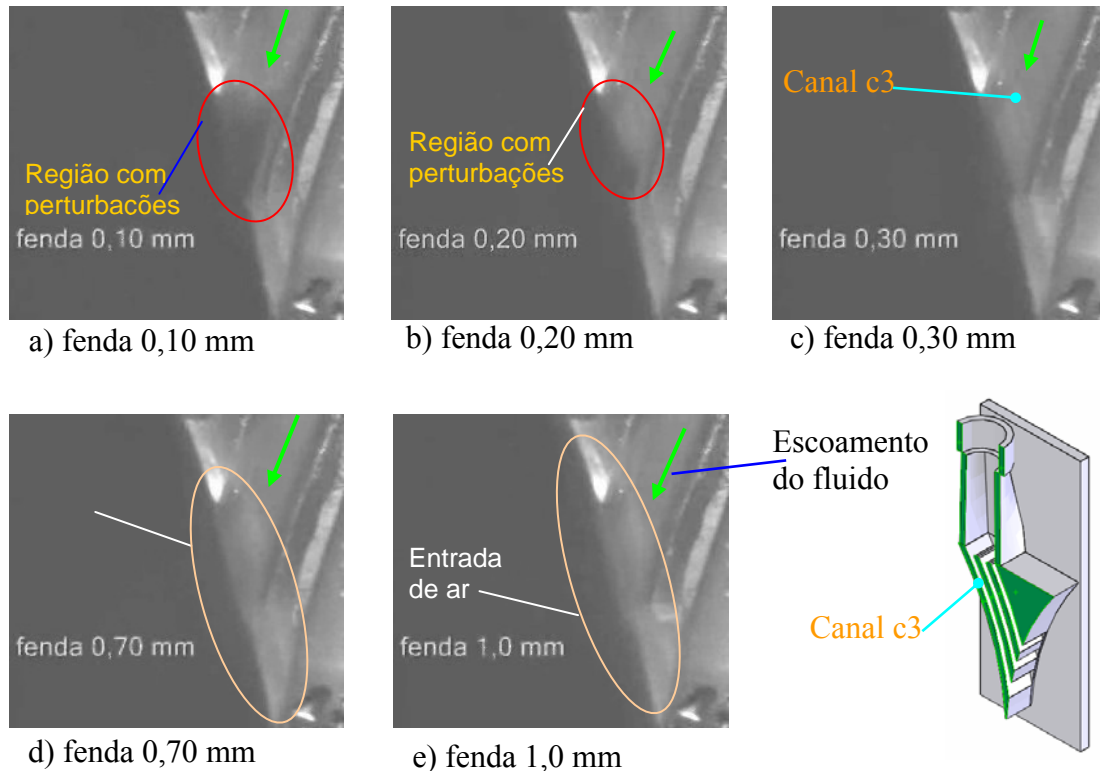 Região com
perturbacões
fenda 0,10 mm
a) fenda 0,10 mm
Região com
perturbações
fenda 0,20 mm
b) fenda 0,20 mm
Canal c3
fenda 0,30 mm
c) fenda 0,30 mm
fenda 0,70 mm
d) fenda 0,70 mm
Entrada
de ar
fenda 1,0 mm
e) fenda 1,0 mm
Escoamento
do fluido
Canal c3